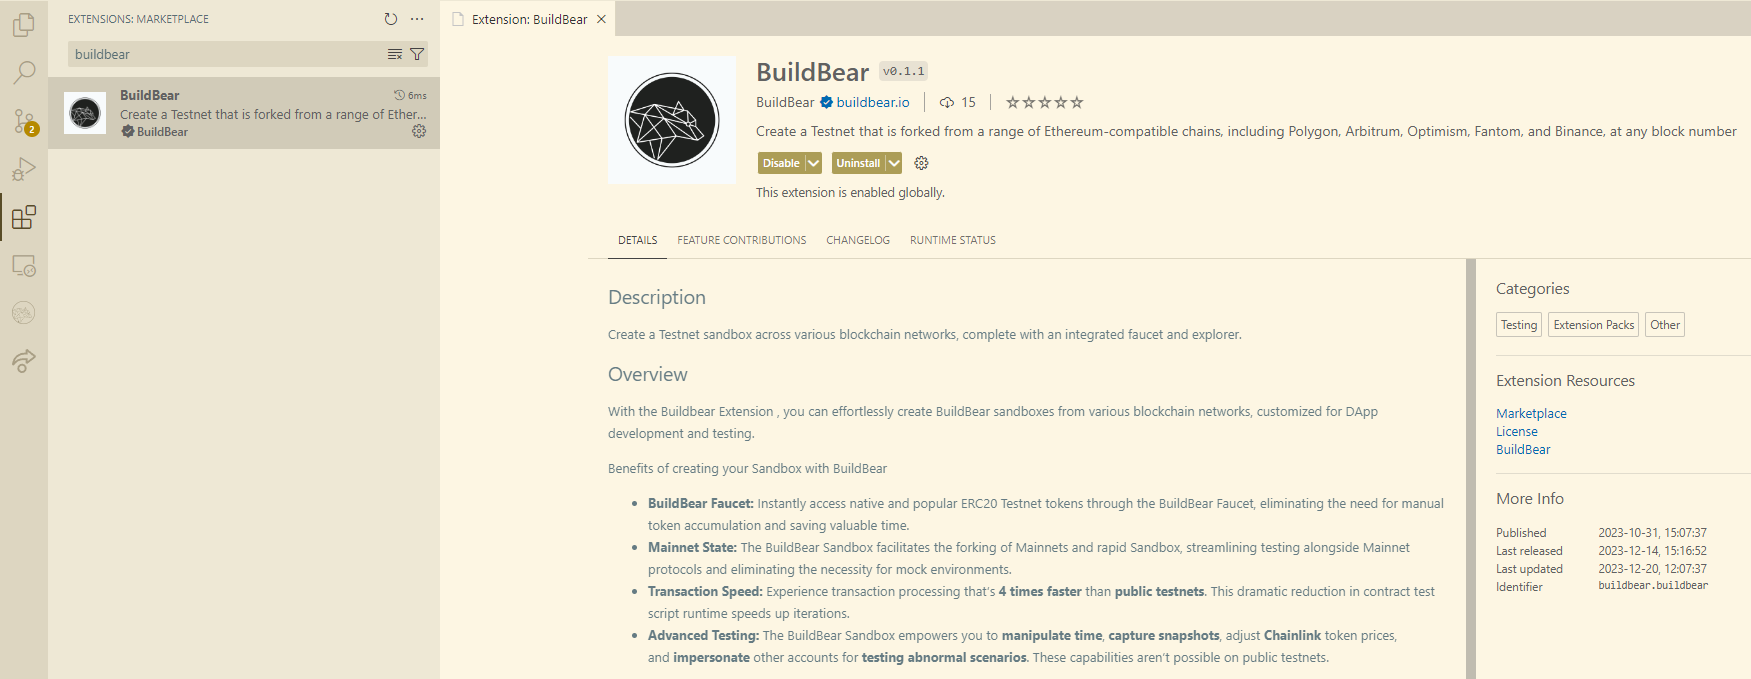 EXTENSIONS: MARKETPLACE
buildbear
BuildBear
6ms
Create a Testnet that is forked from a range of Ether...
BuildBear
2
Extension: BuildBear
BuildBear v0.1.1
BuildBear buildbear.io 15
Create a Testnet that is forked from a range of Ethereum-compatible chains, including Polygon, Arbitrum, Optimism, Fantom, and Binance, at any block number
Disable Uninstall
This extension is enabled globally.
DETAILS FEATURE CONTRIBUTIONS CHANGELOG RUNTIME STATUS
Description
Create a Testnet sandbox across various blockchain networks, complete with an integrated faucet and explorer.
Overview
With the Buildbear Extension , you can effortlessly create BuildBear sandboxes from various blockchain networks, customized for DApp
development and testing.
Benefits of creating your Sandbox with BuildBear
• BuildBear Faucet: Instantly access native and popular ERC20 Testnet tokens through the BuildBear Faucet, eliminating the need for manual
token accumulation and saving valuable time.
• Mainnet State: The BuildBear Sandbox facilitates the forking of Mainnets and rapid Sandbox, streamlining testing alongside Mainnet
protocols and eliminating the necessity for mock environments.
• Transaction Speed: Experience transaction processing that's 4 times faster than public testnets. This dramatic reduction in contract test
script runtime speeds up iterations.
• Advanced Testing: The BuildBear Sandbox empowers you to manipulate time, capture snapshots, adjust Chainlink token prices,
and impersonate other accounts for testing abnormal scenarios. These capabilities aren't possible on public testnets.
Categories
Testing Extension Packs Other
Extension Resources
Marketplace
License
BuildBear
More Info
Published 2023-10-31, 15:07:37
Last released 2023-12-14, 15:16:52
Last updated 2023-12-20, 12:07:37
Identifier buildbear.buildbear